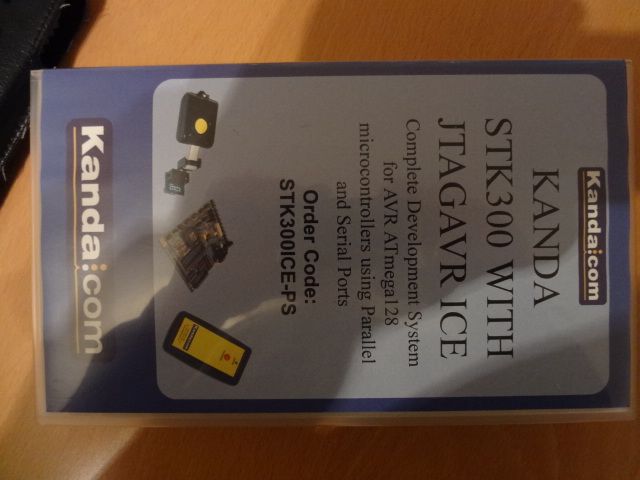 Kanda.com
KANDA
STK300 WITH
JTAGAVR ICE
Complete Development System
for AVR ATmega128
microcontrollers using Parallel
and Serial Ports
Order Code:
STK300ICE-PS
Kanda.com